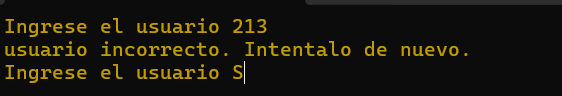 Ingrese el usuario 213
usuario incorrecto. Intentalo de nuevo.
Ingrese el usuario S